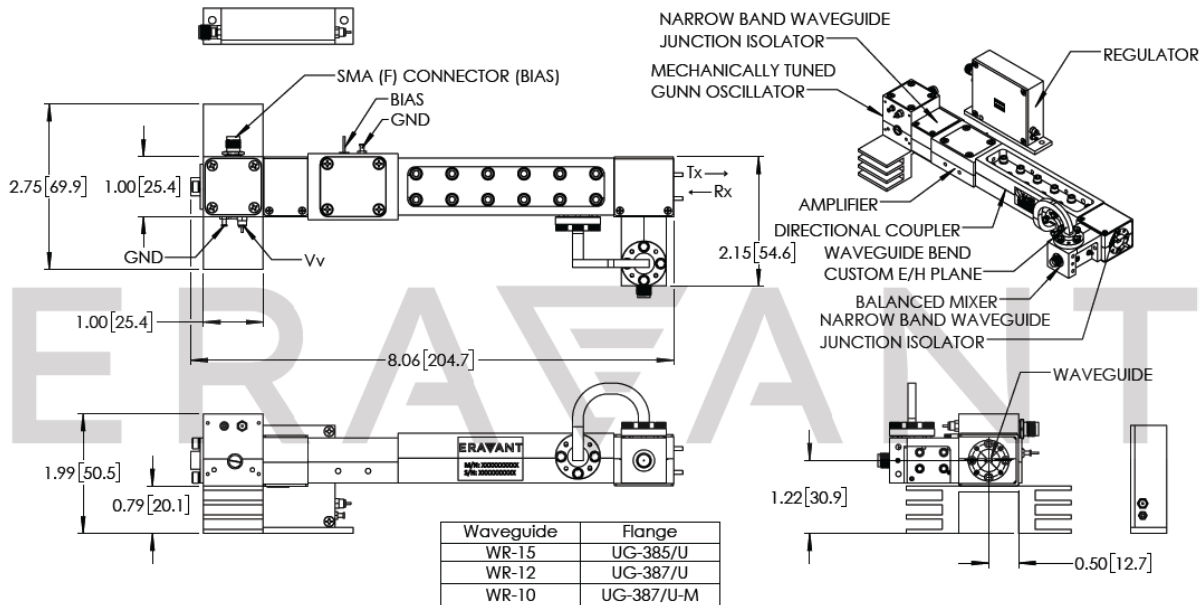 NARROW BAND WAVEGUIDE
JUNCTION ISOLATOR
REGULATOR
MECHANICALLY TUNED
GUNN OSCILLATOR
SMA (F) CONNECTOR (BIAS)
BIAS
GND
2.75[69.9]
1.00[25.4]
Tx
Rx
AMPLIFIER
DIRECTIONAL COUPLER
WAVEGUIDE BEND
CUSTOM E/H PLANE
BALANCED MIXER
NARROW BAND WAVEGUIDE
JUNCTION ISOLATOR
GND
Vv
2.15[54.6]
1.00[25.4]
8.06[204.7]
ERAVANT
WAVEGUIDE
1.99[50.5]
0.79[20.1]
ERAVANT
M/N: XXXXXXXXXX
S/N: XXXXXXXXXX
1.22[30.9]
0.50[12.7]
Waveguide Flange
WR-15 UG-385/U
WR-12 UG-387/U
WR-10 UG-387/U-M